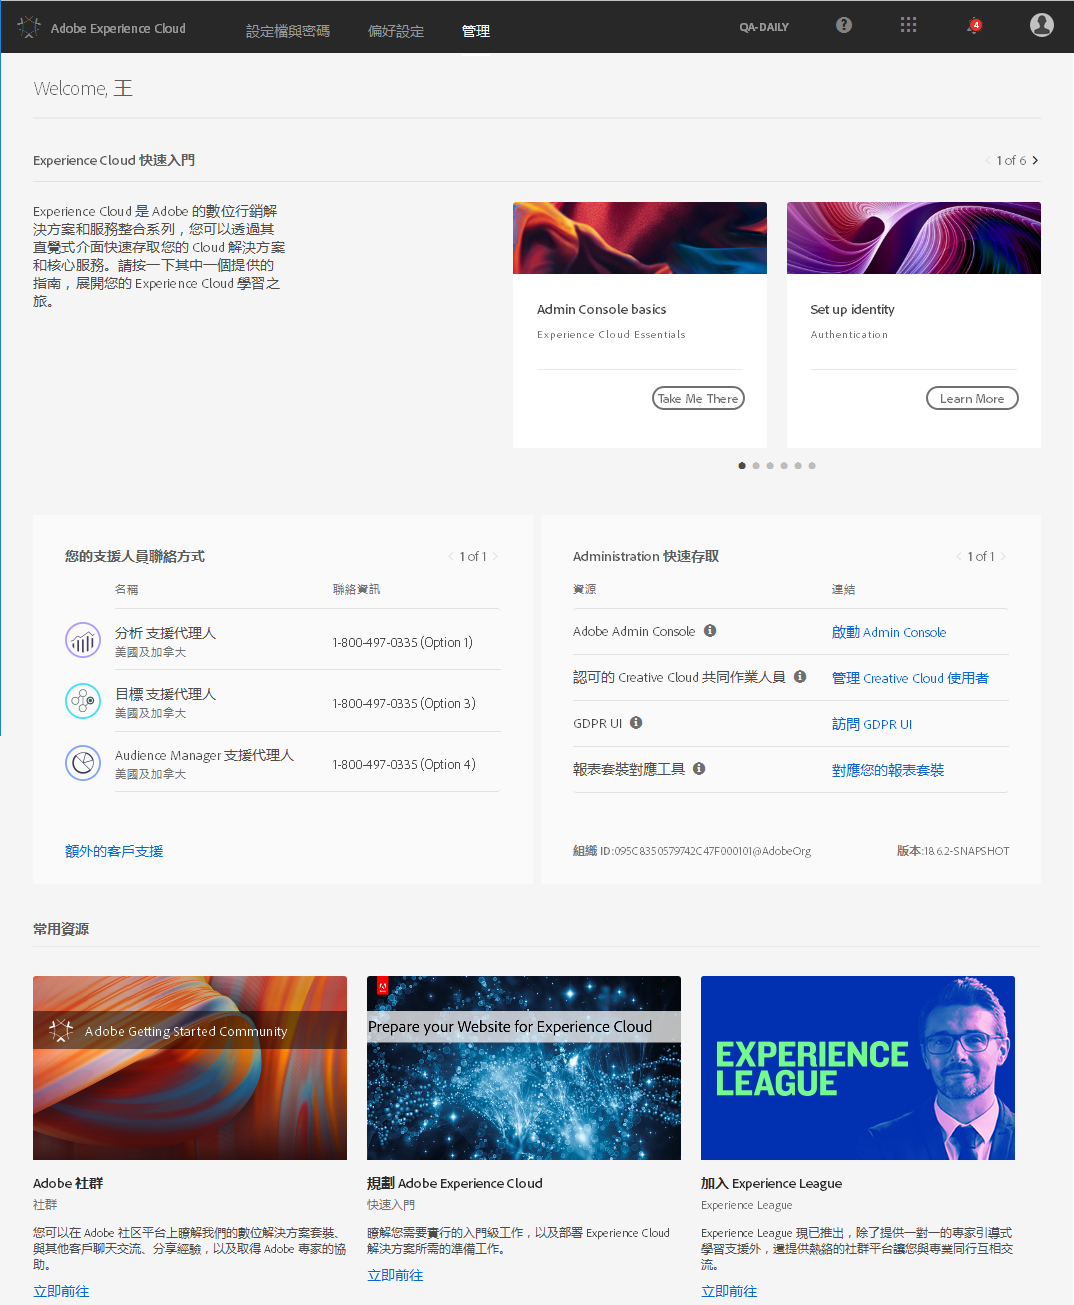 Adobe Experience Cloud
設定檔與密碼
偏好設定
管理
QA-DAILY
4
Welcome, 王
Experience Cloud 快速入門
1 of 6
Experience Cloud 是 Adobe 的數位行銷解
決方案和服務整合系列，您可以透過其
直覺式介面快速存取您的 Cloud 解決方案
和核心服務。請按一下其中一個提供的
指南，展開您的 Experience Cloud 學習之
旅。
Admin Console basics
Experience Cloud Essentials
Take Me There
Set up identity
Authentication
Learn More
您的支援人員聯絡方式
1 of 1
名稱
聯絡資訊
分析 支援代理人
美國及加拿大
1-800-497-0335 (Option 1)
目標 支援代理人
美國及加拿大
1-800-497-0335 (Option 3)
Audience Manager 支援代理人
美國及加拿大
1-800-497-0335 (Option 4)
額外的客戶支援
Administration 快速存取
1 of 1
資源
連結
Adobe Admin Console
啟動 Admin Console
認可的 Creative Cloud 共同作業人員
管理 Creative Cloud 使用者
GDPR UI
訪問 GDPR UI
報表套裝對應工具
對應您的報表套裝
組織 ID:095C8350579742C47F000101@AdobeOrg
版本:18.6.2-SNAPSHOT
常用資源
Adobe Getting Started Community
Adobe 社群
社群
您可以在 Adobe 社区平台上瞭解我們的數位解決方案套裝、
與其他客戶聊天交流、分享經驗，以及取得 Adobe 專家的協
助。
立即前往
Prepare your Website for Experience Cloud
規劃 Adobe Experience Cloud
快速入門
瞭解您需要實行的入門級工作，以及部署 Experience Cloud
解決方案所需的準備工作。
立即前往
EXPERIENCE
LEAGUE
加入 Experience League
Experience League
Experience League 現已推出，除了提供一對一的專家引導式
學習支援外，還提供熱絡的社群平台讓您與專業同行互相交
流。
立即前往